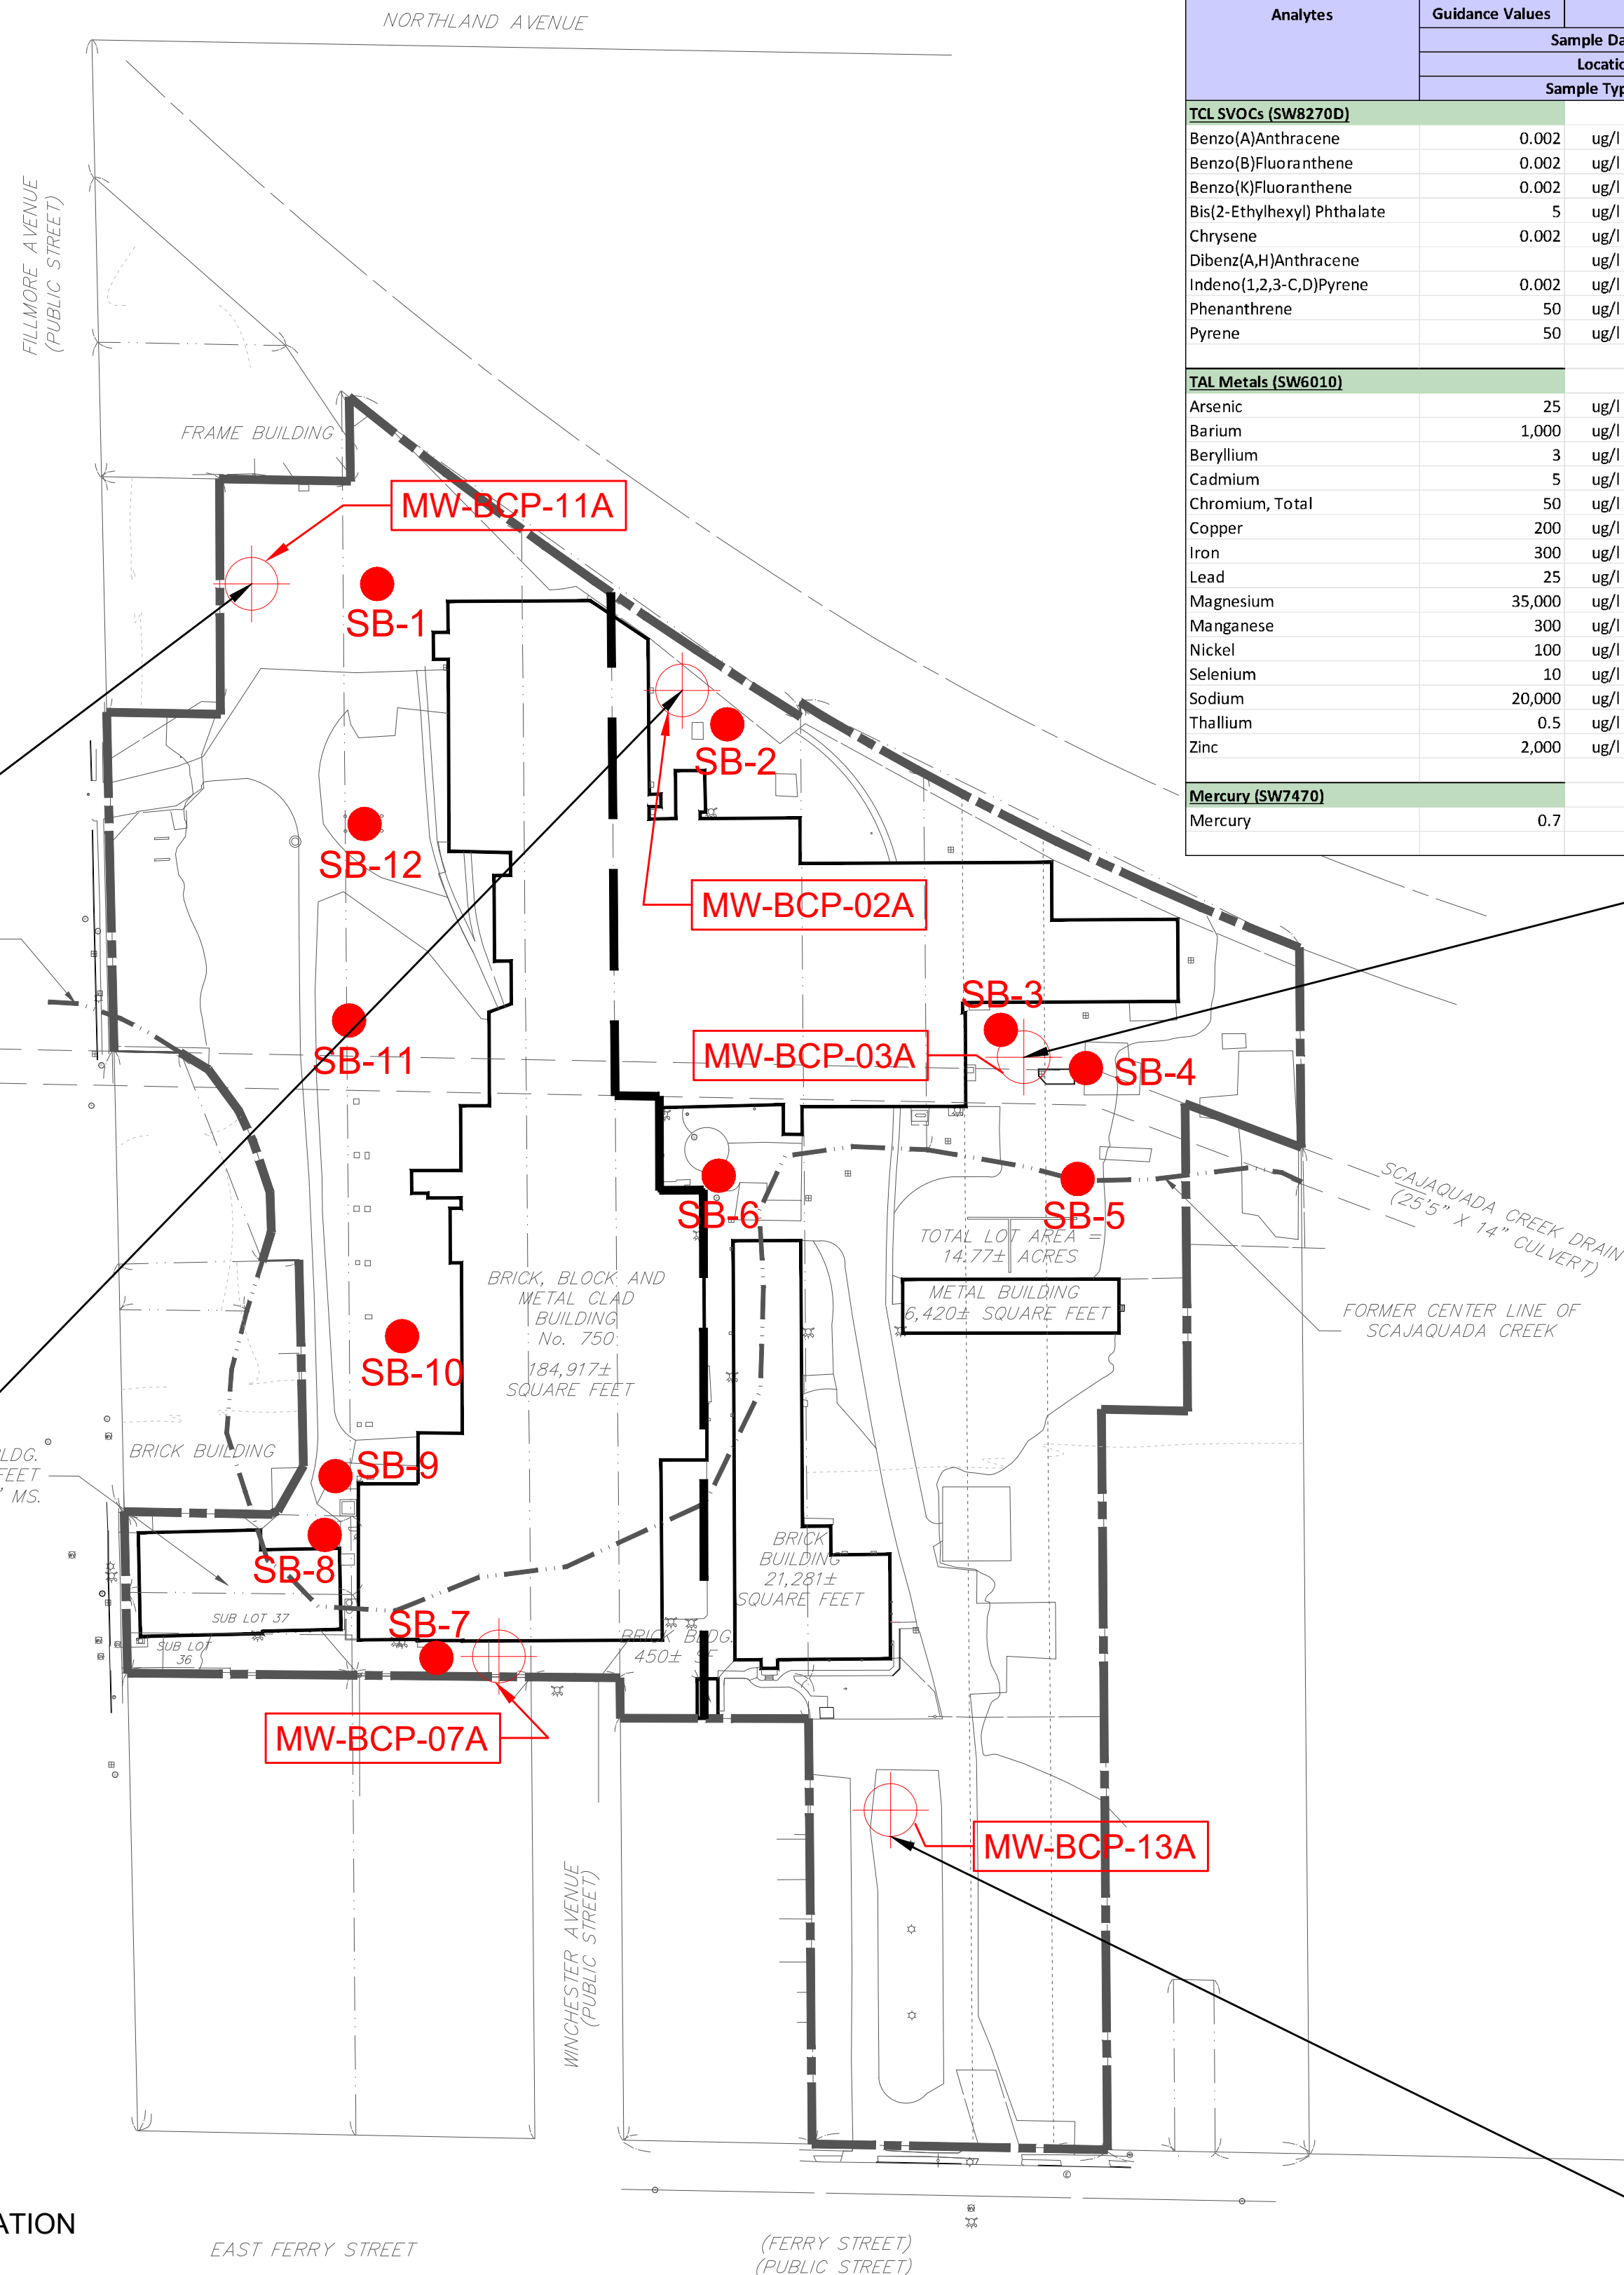 NORTHLAND AVENUE
FILLMORE AVENUE
(PUBLIC STREET)
Analytes
Guidance Values
Sample Da
Locatio
Sample Typ
TCL SVOCs (SW8270D)
Benzo(A)Anthracene 0.002 ug/l
Benzo(B)Fluoranthene 0.002 ug/l
Benzo(K)Fluoranthene 0.002 ug/l
Bis(2-Ethylhexyl) Phthalate 5 ug/l
Chrysene 0.002 ug/l
Dibenz(A,H)Anthracene ug/l
Indeno(1,2,3-C,D)Pyrene 0.002 ug/l
Phenanthrene 50 ug/l
Pyrene 50 ug/l
TAL Metals (SW6010)
Arsenic 25 ug/l
Barium 1,000 ug/l
Beryllium 3 ug/l
Cadmium 5 ug/l
Chromium, Total 50 ug/l
Copper 200 ug/l
Iron 300 ug/l
Lead 25 ug/l
Magnesium 35,000 ug/l
Manganese 300 ug/l
Nickel 100 ug/l
Selenium 10 ug/l
Sodium 20,000 ug/l
Thallium 0.5 ug/l
Zinc 2,000 ug/l
Mercury (SW7470)
Mercury 0.7
FRAME BUILDING
MW-BCP-11A
SB-1
SB-2
SB-12
MW-BCP-02A
SB-3
SB-11
MW-BCP-03A
SB-4
SB-6
SB-5
SCAJAQUADA CREEK DRAIN
(25'5" X 14" CULVERT)
TOTAL LOT AREA =
14.77± ACRES
BRICK, BLOCK AND
METAL CLAD
BUILDING
No. 750
184,917±
SQUARE FEET
METAL BUILDING
6,420± SQUARE FEET
FORMER CENTER LINE OF
SCAJAQUADA CREEK
SB-10
LDG.
FEET
' MS.
BRICK BUILDING
SB-9
SB-8
BRICK
BUILDING
21,281±
SQUARE FEET
SUB LOT 37
SUB LOT
36
SB-7
BRICK BLDG.
450± SF
MW-BCP-07A
MW-BCP-13A
WINCHESTER AVENUE
(PUBLIC STREET)
ATION
EAST FERRY STREET
(FERRY STREET)
(PUBLIC STREET)